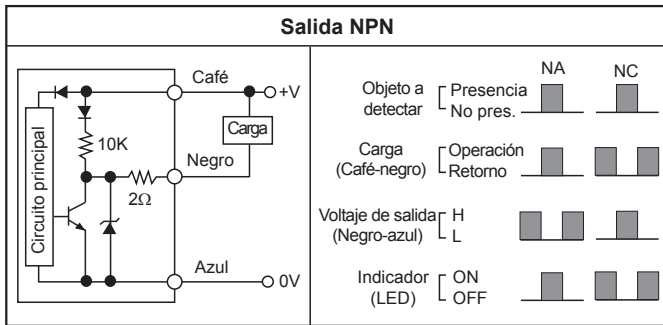 Salida NPN
Circuito principal
Café
+V
Carga
10K
Negro
2Ω
Azul
0V
NA NC
Objeto a detectar
Presencia
No pres.
Carga (Café-negro)
Operación
Retorno
Voltaje de salida (Negro-azul)
H
L
Indicador (LED)
ON
OFF